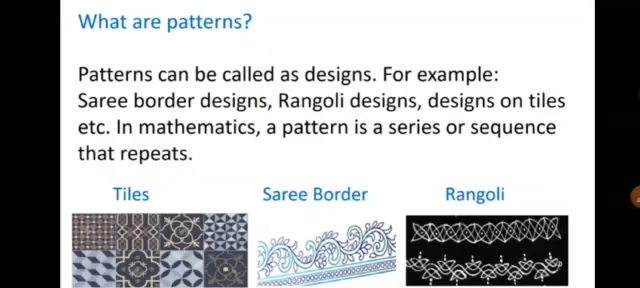 What are patterns?
Patterns can be called as designs. For example:
Saree border designs, Rangoli designs, designs on tiles
etc. In mathematics, a pattern is a series or sequence
that repeats.
Tiles Saree Border Rangoli